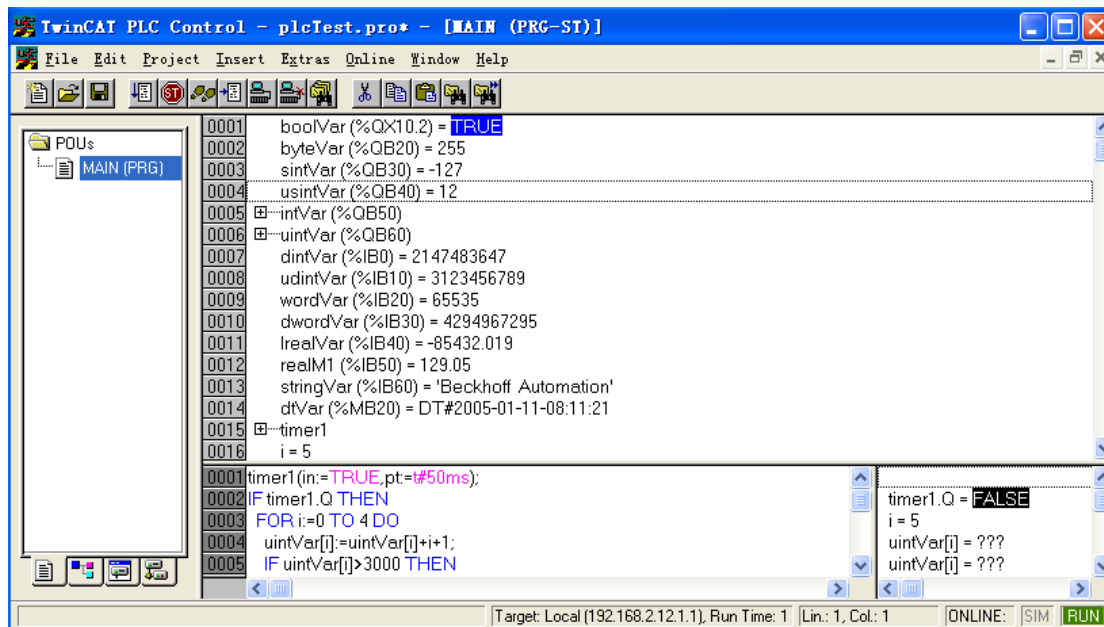 TwinCAT PLC Control - plcTest.pro* - [MAIN (PRG-ST)]
File Edit Project Insert Extras Online Window Help
ST
POUs
MAIN (PRG)
0001 boolVar (%QX10.2) = TRUE
0002 byteVar (%QB20) = 255
0003 sintVar (%QB30) = -127
0004 usintVar (%QB40) = 12
0005 intVar (%QB50)
0006 uintVar (%QB60)
0007 dintVar (%IB0) = 2147483647
0008 udintVar (%IB10) = 3123456789
0009 wordVar (%IB20) = 65535
0010 dwordVar (%IB30) = 4294967295
0011 lrealVar (%IB40) = -85432.019
0012 realM1 (%IB50) = 129.05
0013 stringVar (%IB60) = 'Beckhoff Automation'
0014 dtVar (%MB20) = DT#2005-01-11-08:11:21
0015 timer1
0016 i = 5
0001 timer1(in:=TRUE,pt:=t#50ms);
0002 IF timer1.Q THEN
0003 FOR i:=0 TO 4 DO
0004 uintVar[i]:=uintVar[i]+i+1;
0005 IF uintVar[i]>3000 THEN
timer1.Q = FALSE
i = 5
uintVar[i] = ???
uintVar[i] = ???
Target: Local (192.168.2.12.1.1), Run Time: 1 Lin.: 1, Col.: 1 ONLINE: SIM RUN